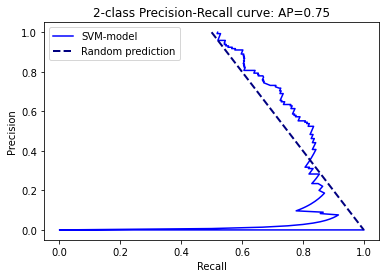 2-class Precision-Recall curve: AP=0.75
SVM-model
Random prediction
Precision
1.0
0.8
0.6
0.4
0.2
0.0
0.0 0.2 0.4 0.6 0.8 1.0
Recall